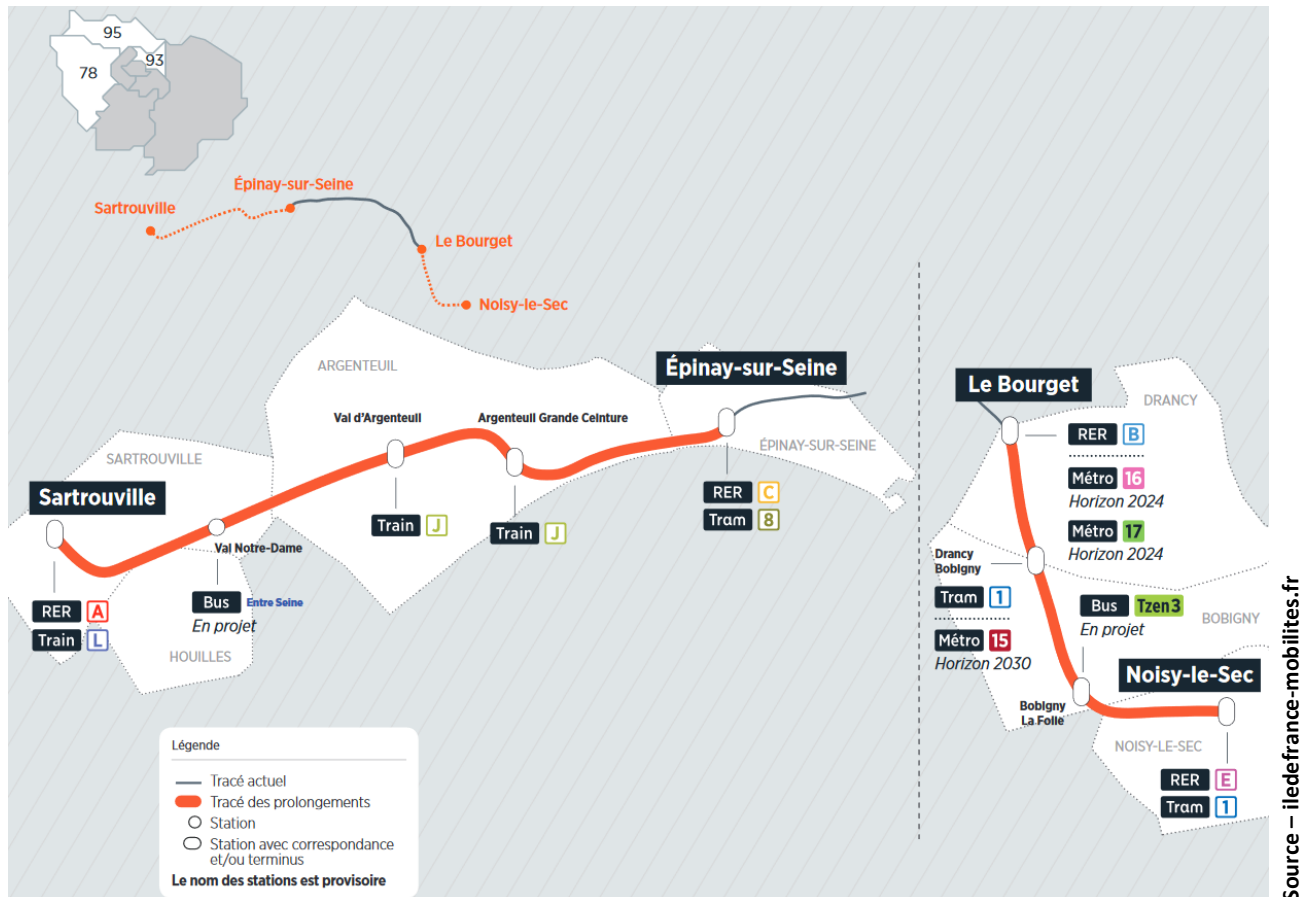 95
93
78
Épinay-sur-Seine
Sartrouville
Le Bourget
Noisy-le-Sec
ARGENTEUIL
Épinay-sur-Seine
Val d'Argenteuil
Argenteuil Grande Ceinture
ÉPINAY-SUR-SEINE
SARTROUVILLE
Sartrouville
RER C
Tram 8
Train J
Train J
Val Notre-Dame
Bus Entre Seine
En projet
RER A
Train L
HOUILLES
Le Bourget
DRANCY
RER B
Métro 16
Horizon 2024
Métro 17
Horizon 2024
Drancy
Bobigny
Tram 1
Métro 15
Horizon 2030
Bus Tzen 3
En projet
BOBIGNY
Noisy-le-Sec
Bobigny
La Folle
NOISY-LE-SEC
RER E
Tram 1
Légende
Tracé actuel
Tracé des prolongements
Station
Station avec correspondance
et/ou terminus
Le nom des stations est provisoire
Source – iledefrance-mobilites.fr